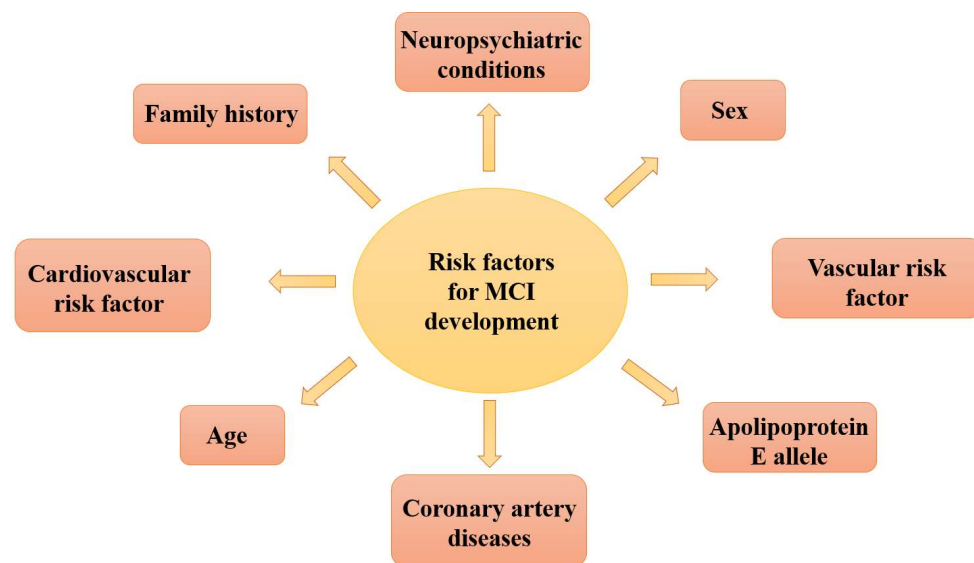 Neuropsychiatric
conditions
Family history
Sex
Cardiovascular
risk factor
Risk factors
for MCI
development
Vascular risk
factor
Age
Apolipoprotein
E allele
Coronary artery
diseases